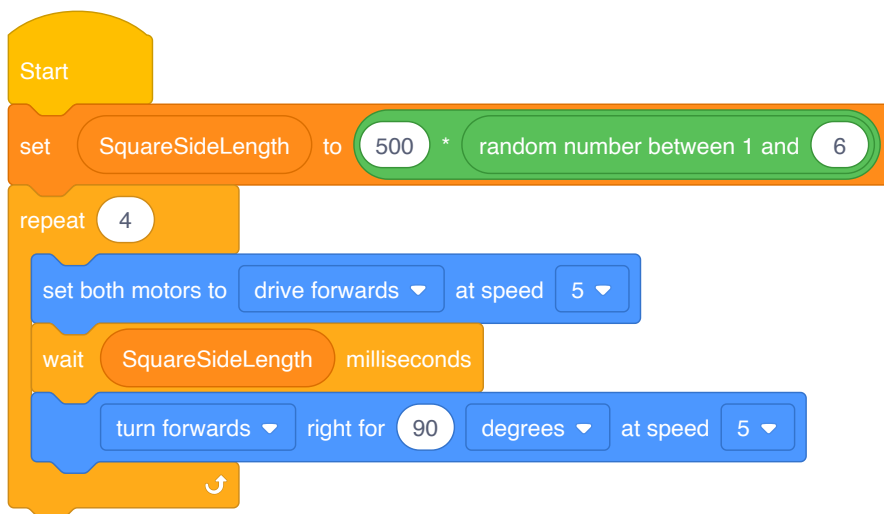 Start
set SquareSideLength to 500 * random number between 1 and 6
repeat 4
set both motors to drive forwards at speed 5
wait SquareSideLength milliseconds
turn forwards right for 90 degrees at speed 5